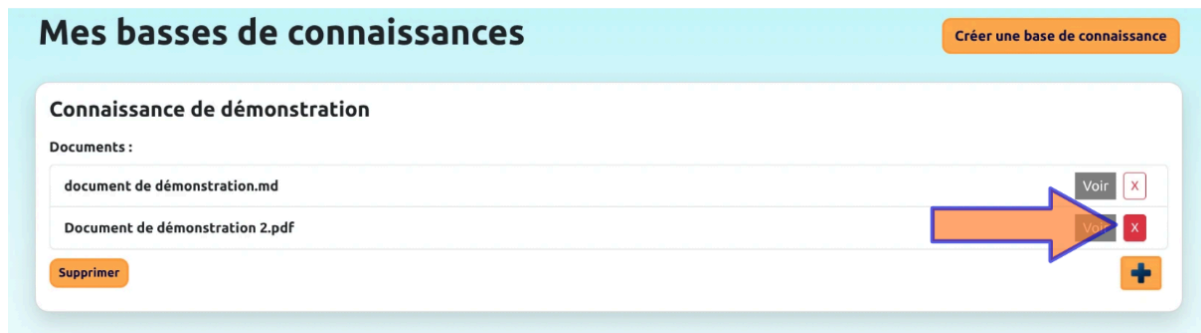 Mes basses de connaissances
Créer une base de connaissance
Connaissance de démonstration
Documents :
document de démonstration.md
Voir X
Document de démonstration 2.pdf
Voir X
Supprimer